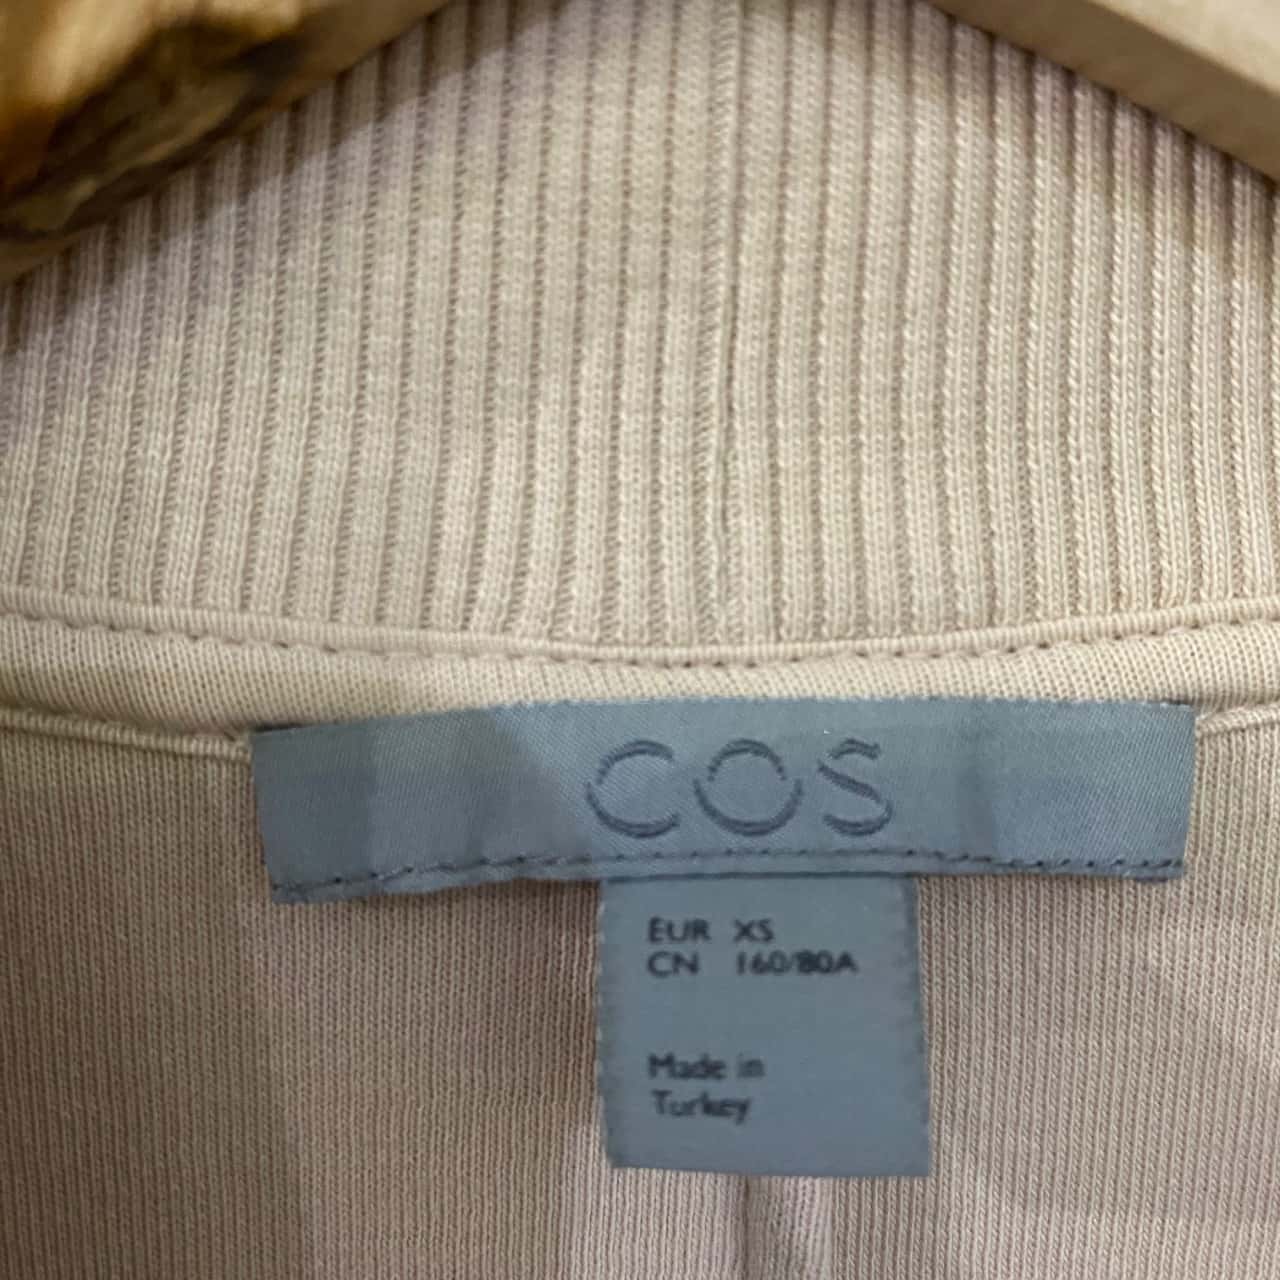 COS
EUR XS
CN 160/80A
Made in
Turkey